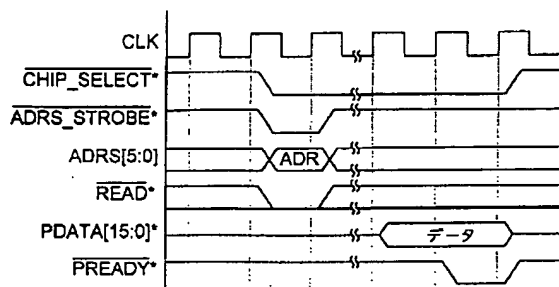 CLK
CHIP_SELECT*
ADRS_STROBE*
ADRS[5:0]
ADR
READ*
PDATA[15:0]*
データ
PREADY*